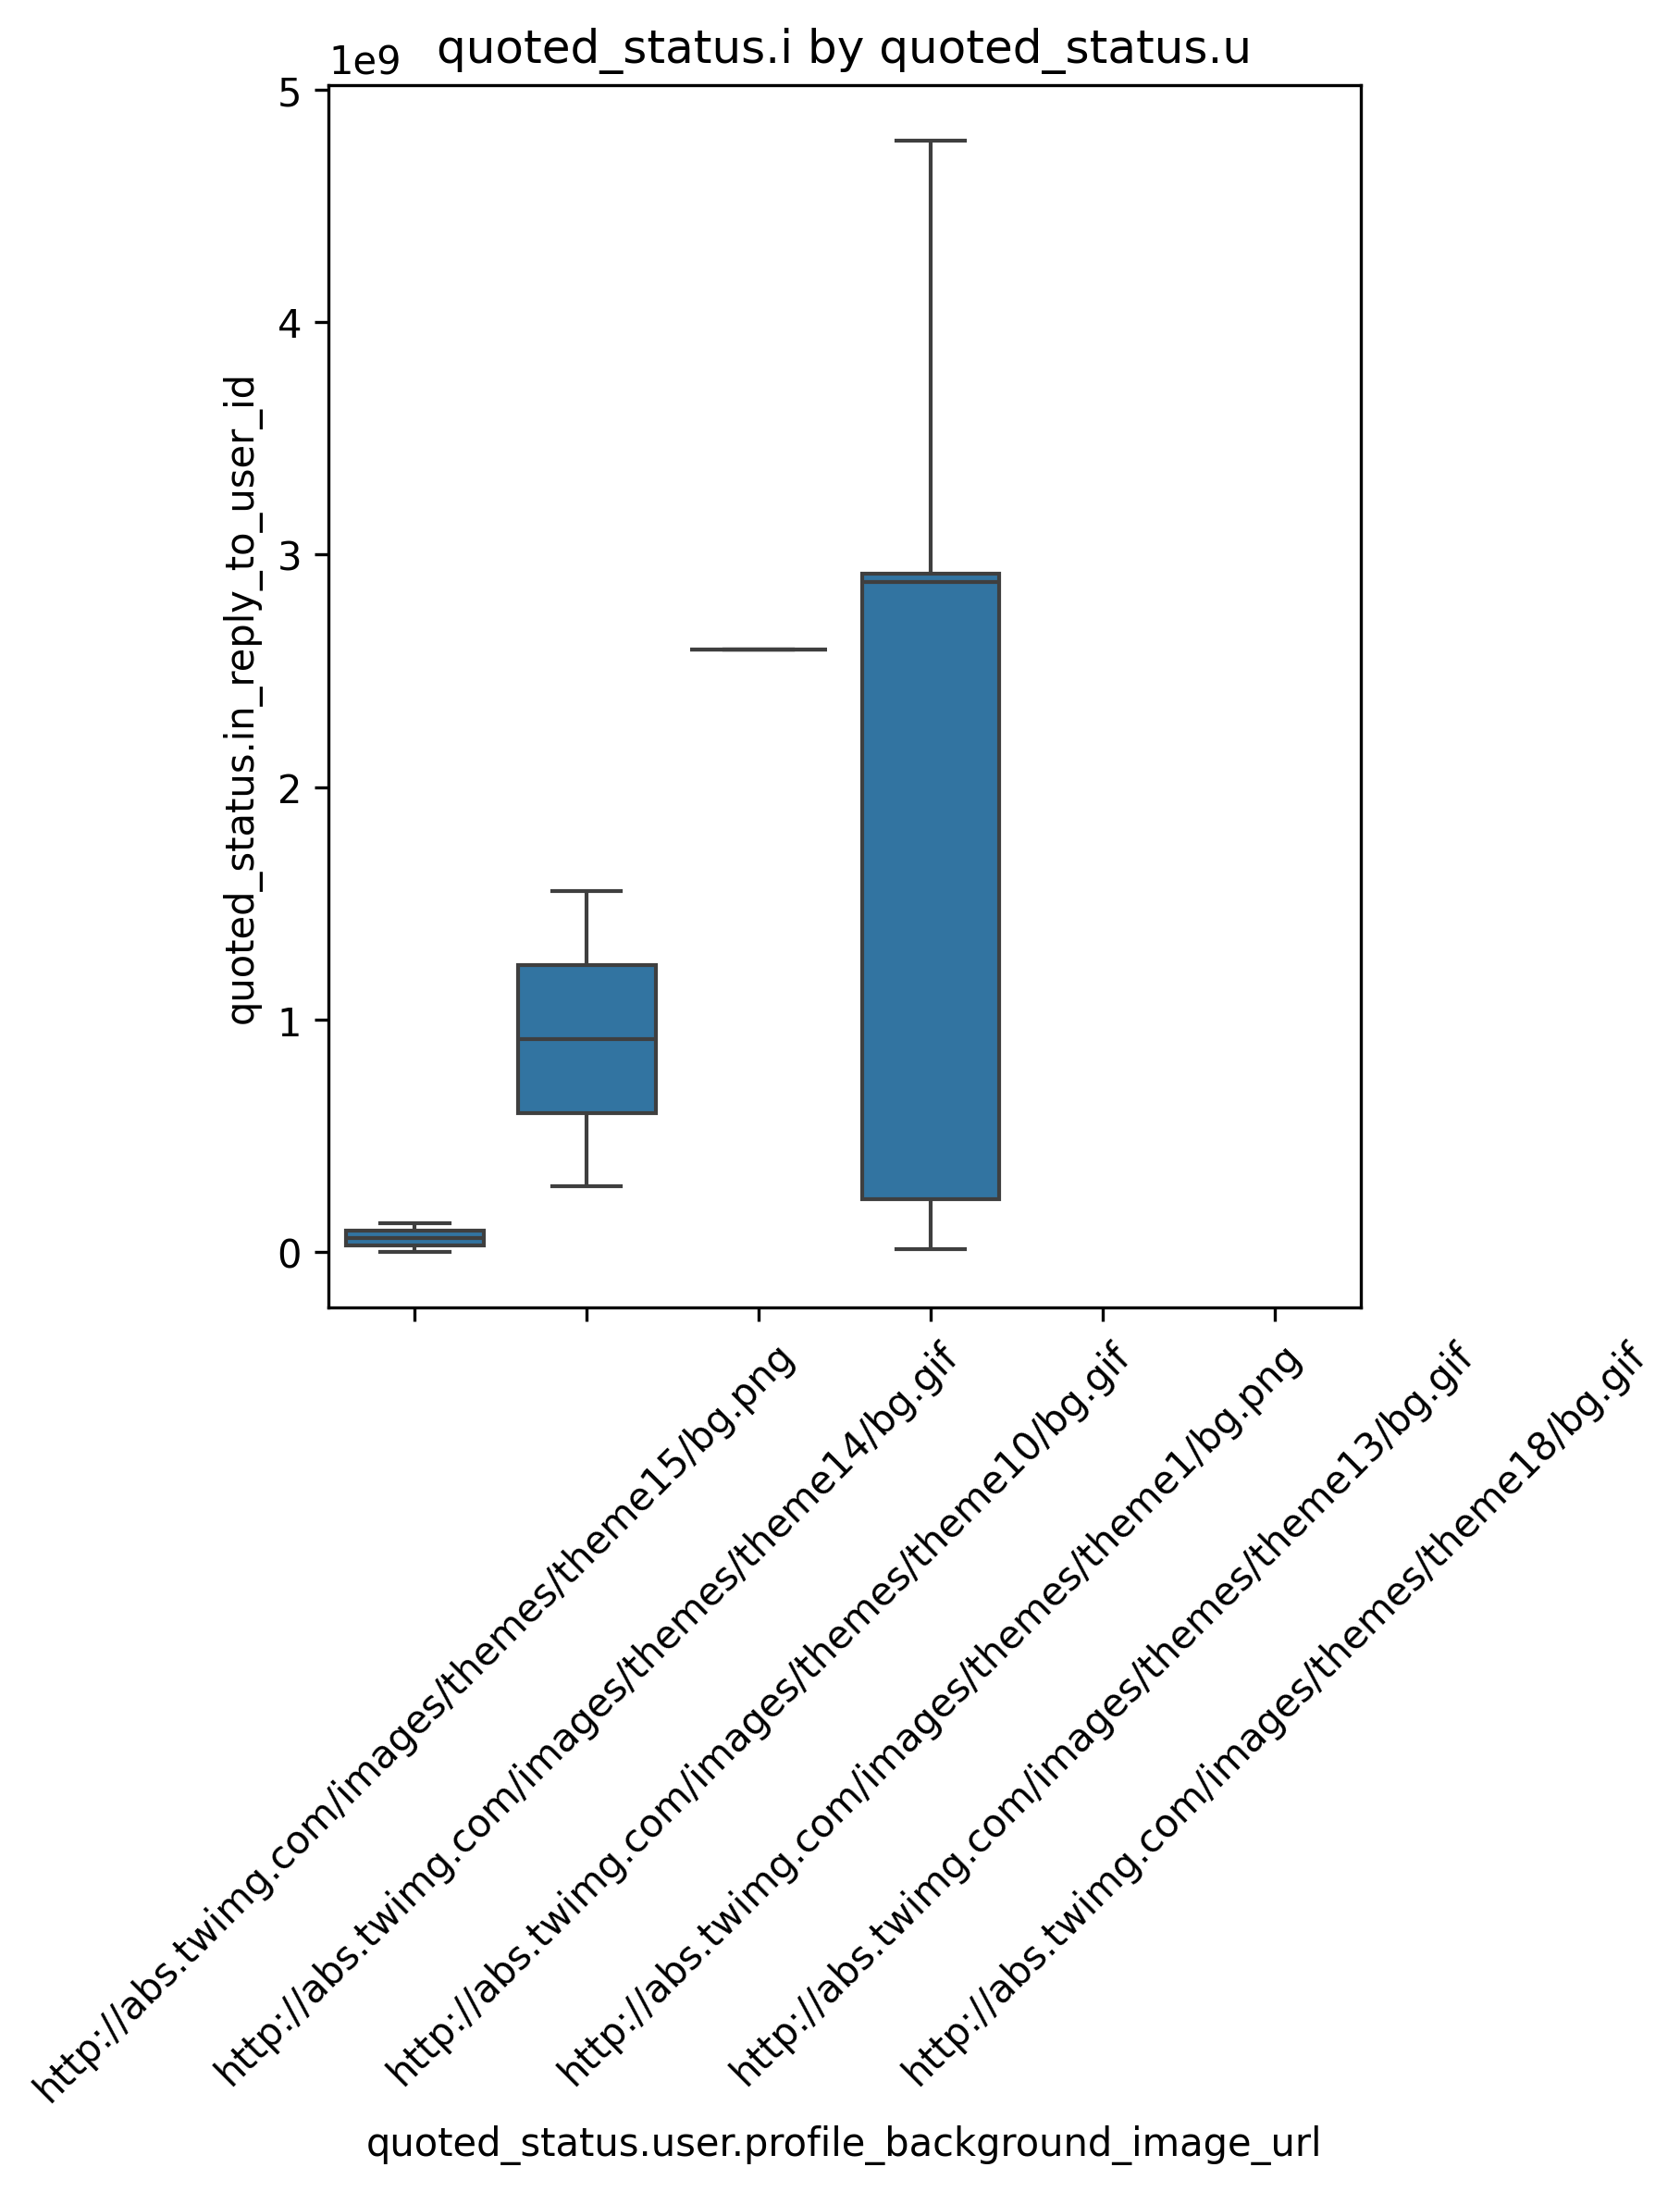 quoted_status.i by quoted_status.u
1e9
5
4
3
2
1
0
quoted_status.in_reply_to_user_id
http://abs.twimg.com/images/themes/theme15/bg.png
http://abs.twimg.com/images/themes/theme14/bg.gif
http://abs.twimg.com/images/themes/theme10/bg.gif
http://abs.twimg.com/images/themes/theme1/bg.png
http://abs.twimg.com/images/themes/theme13/bg.gif
http://abs.twimg.com/images/themes/theme18/bg.gif
quoted_status.user.profile_background_image_url